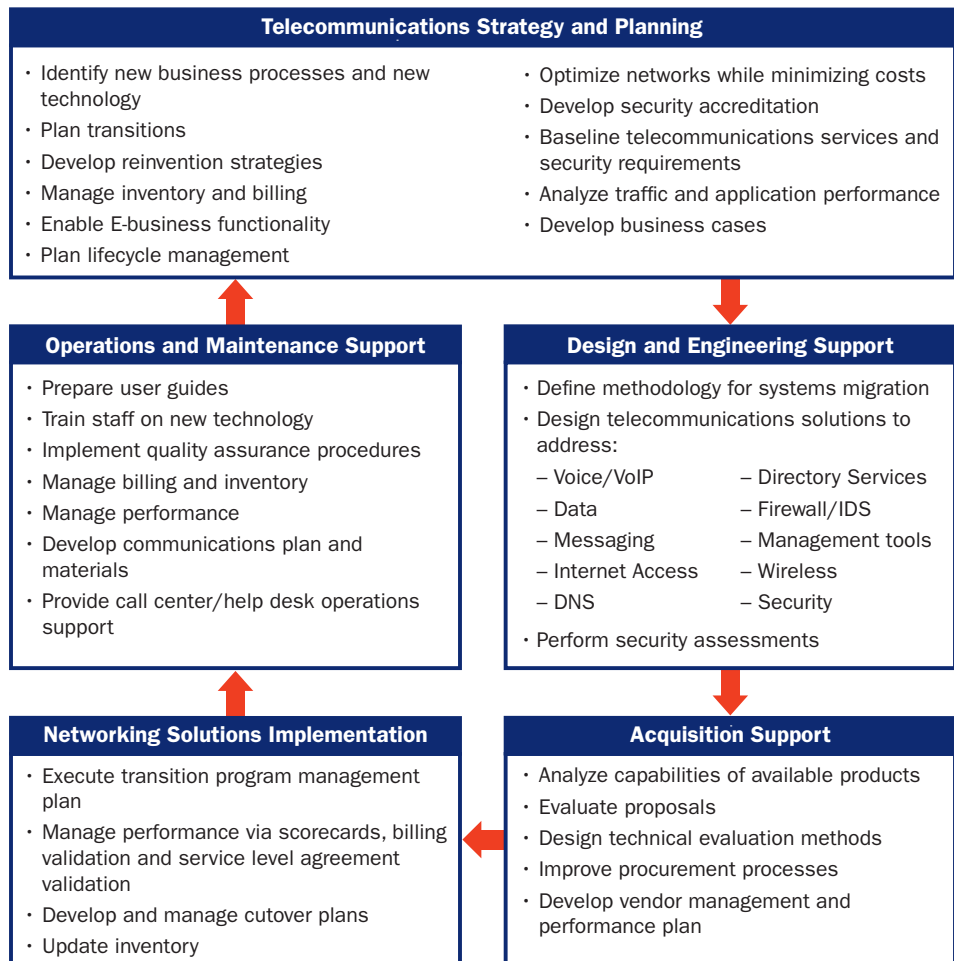 Telecommunications Strategy and Planning
· Identify new business processes and new
technology
· Plan transitions
· Develop reinvention strategies
· Manage inventory and billing
· Enable E-business functionality
· Plan lifecycle management
· Optimize networks while minimizing costs
· Develop security accreditation
· Baseline telecommunications services and
security requirements
· Analyze traffic and application performance
· Develop business cases
Operations and Maintenance Support
· Prepare user guides
· Train staff on new technology
· Implement quality assurance procedures
· Manage billing and inventory
· Manage performance
· Develop communications plan and
materials
· Provide call center/help desk operations
support
Design and Engineering Support
· Define methodology for systems migration
· Design telecommunications solutions to
address:
– Voice/VoIP
– Data
– Messaging
– Internet Access
– DNS
– Directory Services
– Firewall/IDS
– Management tools
– Wireless
– Security
· Perform security assessments
Networking Solutions Implementation
· Execute transition program management
plan
· Manage performance via scorecards, billing
validation and service level agreement
validation
· Develop and manage cutover plans
· Update inventory
Acquisition Support
· Analyze capabilities of available products
· Evaluate proposals
· Design technical evaluation methods
· Improve procurement processes
· Develop vendor management and
performance plan